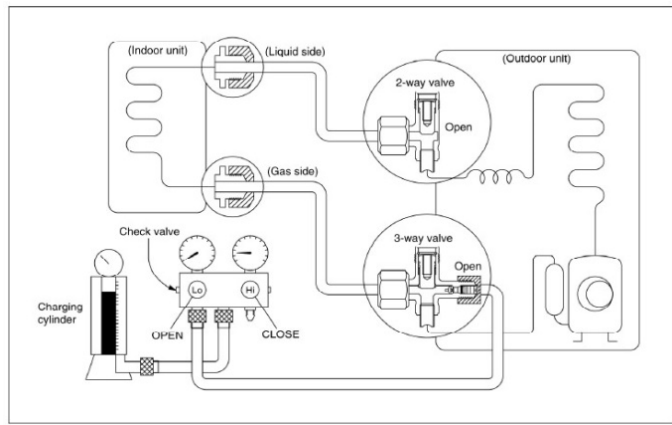 (Indoor unit)
(Liquid side)
(Outdoor unit)
2-way valve
Open
(Gas side)
Check valve
3-way valve
Open
Lo
Hi
Charging
cylinder
OPEN
CLOSE